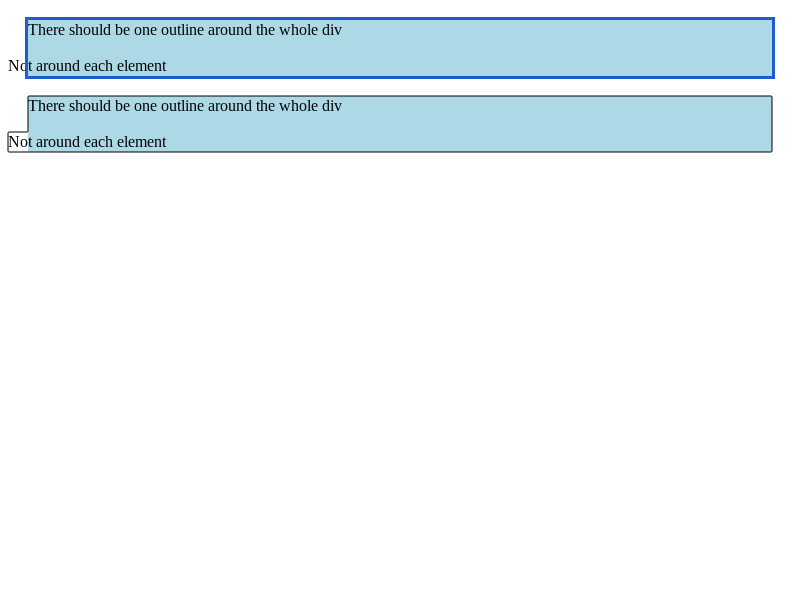 There should be one outline around the whole div
Not around each element
There should be one outline around the whole div
Not around each element